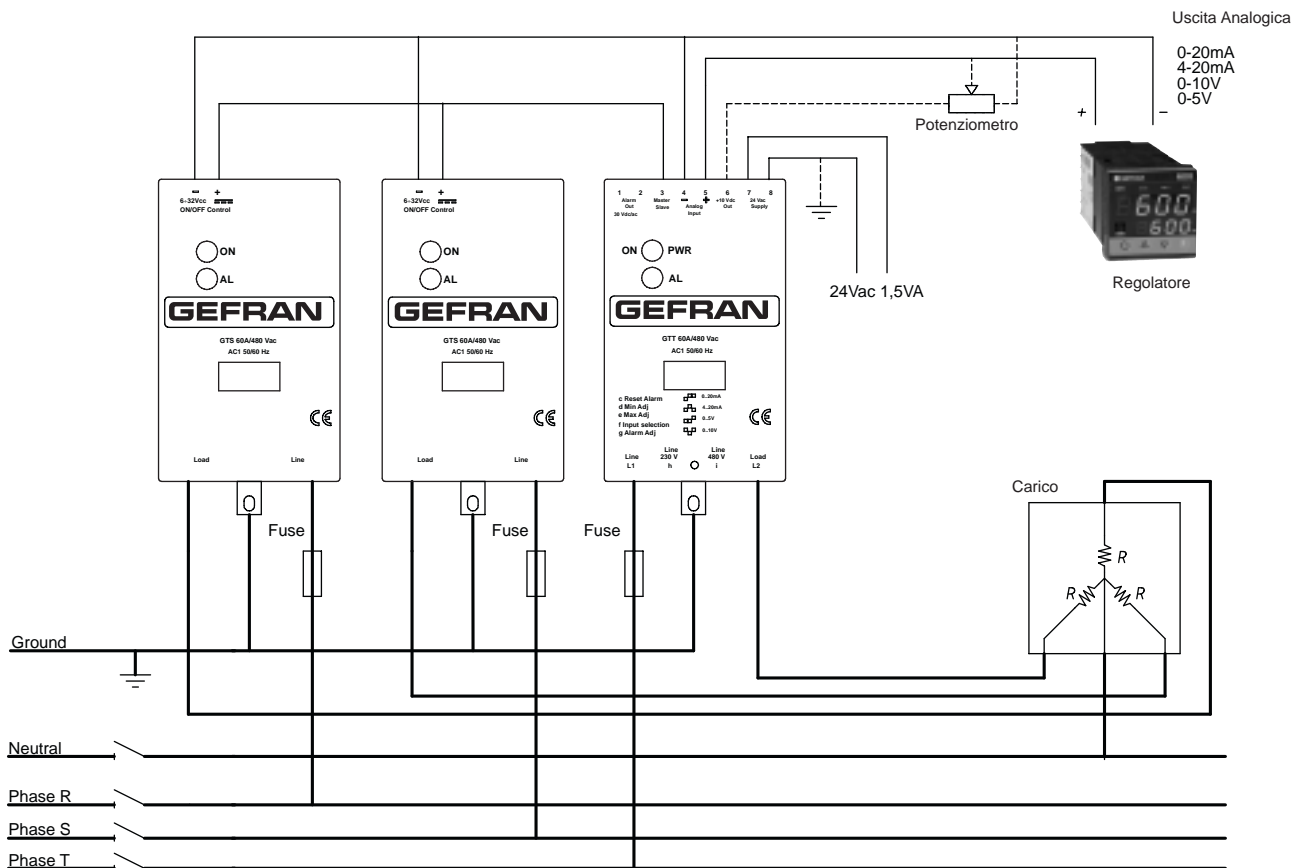 Uscita Analogica
0-20mA
4-20mA
0-10V
0-5V
+
−
Potenziometro
Regolatore
600
600
24Vac 1,5VA
− +
6-32Vcc
ON/OFF Control
ON
AL
GEFRAN
GTS 60A/480 Vac
AC1 50/60 Hz
CE
Load Line
− +
6-32Vcc
ON/OFF Control
ON
AL
GEFRAN
GTS 60A/480 Vac
AC1 50/60 Hz
CE
Load Line
1 2 3 4 5 6 7 8
Alarm Out 30 Vdc/ac
Master Slave
− +
Analog Input
+10 Vdc Out
24 Vac Supply
ON PWR
AL
GEFRAN
GTT 60A/480 Vac
AC1 50/60 Hz
c Reset Alarm
d Min Adj
e Max Adj
f Input selection
g Alarm Adj
0..20mA
4..20mA
0..5V
0..10V
CE
Line L1
Line 230 V h
Line 480 V i
Load L2
Fuse
Fuse
Fuse
Carico
R
R
R
Ground
Neutral
Phase R
Phase S
Phase T